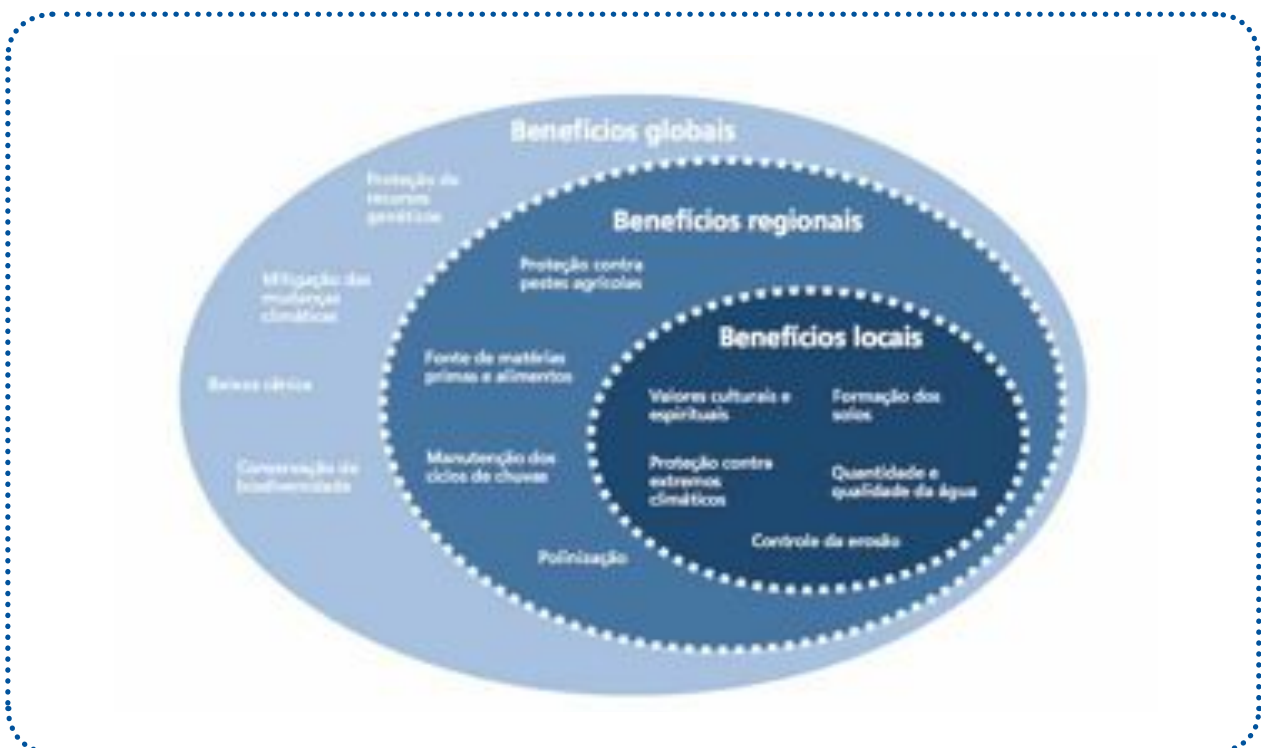 Benefícios globais
Proteção de
recursos
genéticos
Mitigação das
mudanças
climáticas
Beleza cênica
Conservação da
biodiversidade
Benefícios regionais
Proteção contra
pestes agrícolas
Fonte de matérias
primas e alimentos
Manutenção dos
ciclos de chuvas
Polinização
Benefícios locais
Valores culturais e
espirituais
Formação dos
solos
Proteção contra
extremos
climáticos
Quantidade e
qualidade da água
Controle da erosão